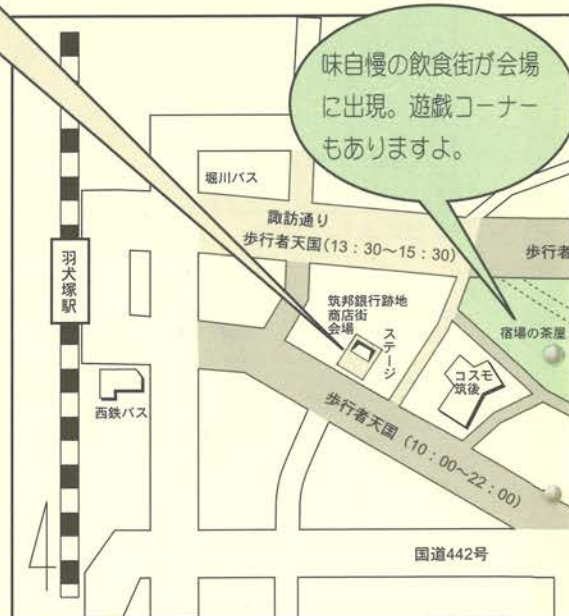 味自慢の飲食街が会場
に出現。遊戯コーナー
もありますよ。
堀川バス
諏訪通り
歩行者天国(13:30〜15:30)
歩行者
羽犬塚駅
筑邦銀行跡地
商店街
会場
ステージ
宿場の茶屋
コスモ
筑後
西鉄バス
歩行者天国(10:00〜22:00)
国道442号